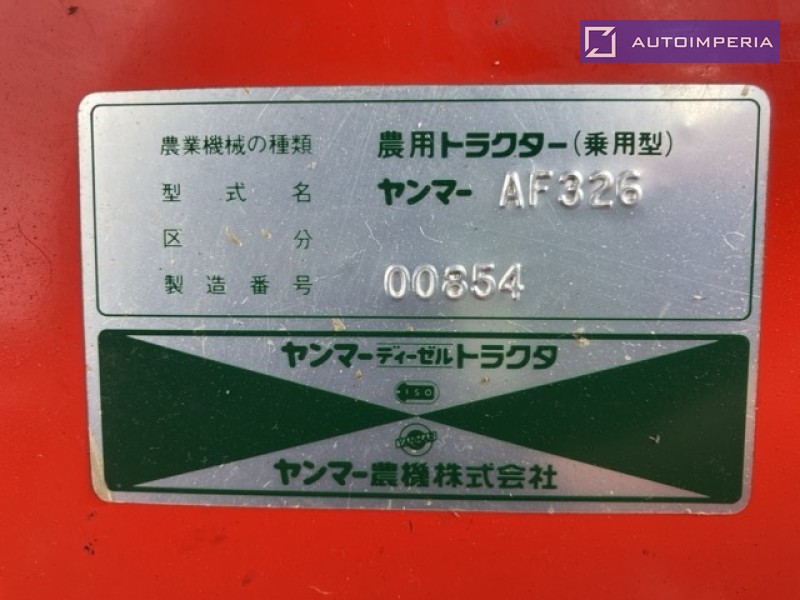 AUTOIMPERIA
農業機械の種類 農用トラクター(乗用型)
型式名 ヤンマー AF326
区分
製造番号 00854
ヤンマーディーゼルトラクタ
ISO
YANMAR
ヤンマー農機株式会社